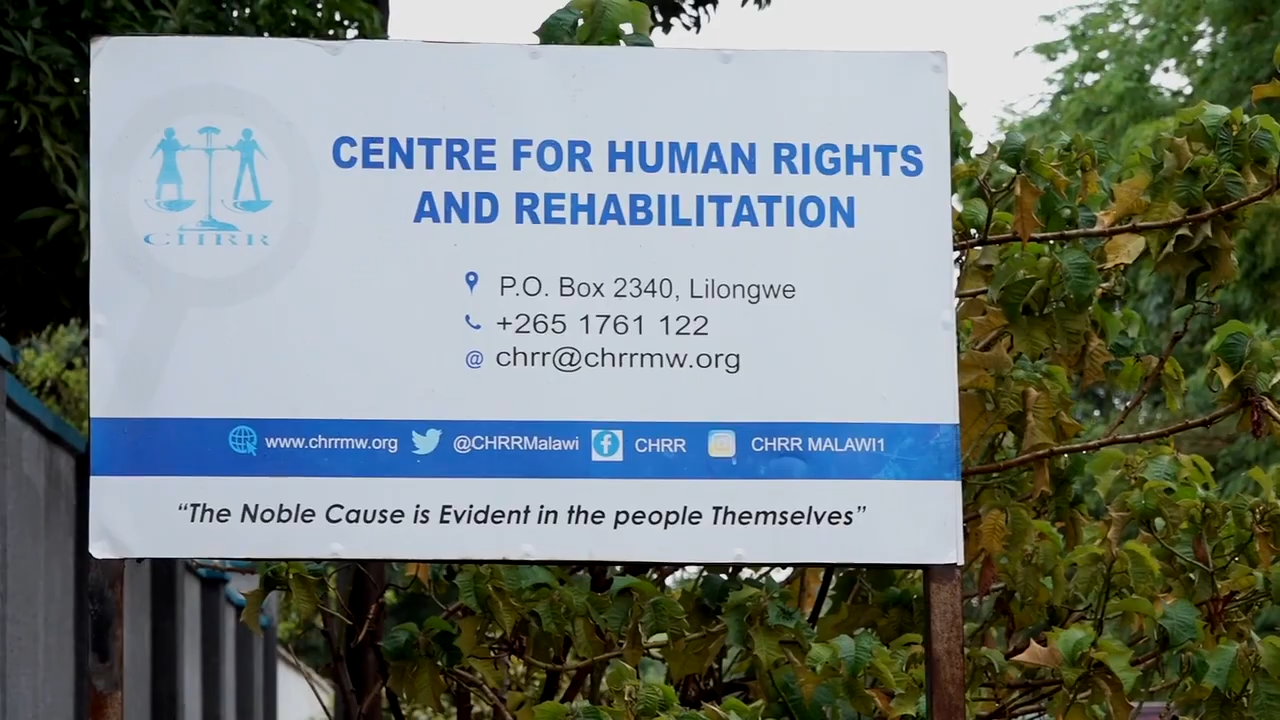 CHRR
CENTRE FOR HUMAN RIGHTS
AND REHABILITATION
P.O. Box 2340, Lilongwe
+265 1761 122
@ chrr@chrrmw.org
www.chrrmw.org @CHRRMalawi CHRR CHRR MALAWI1
“The Noble Cause is Evident in the people Themselves”